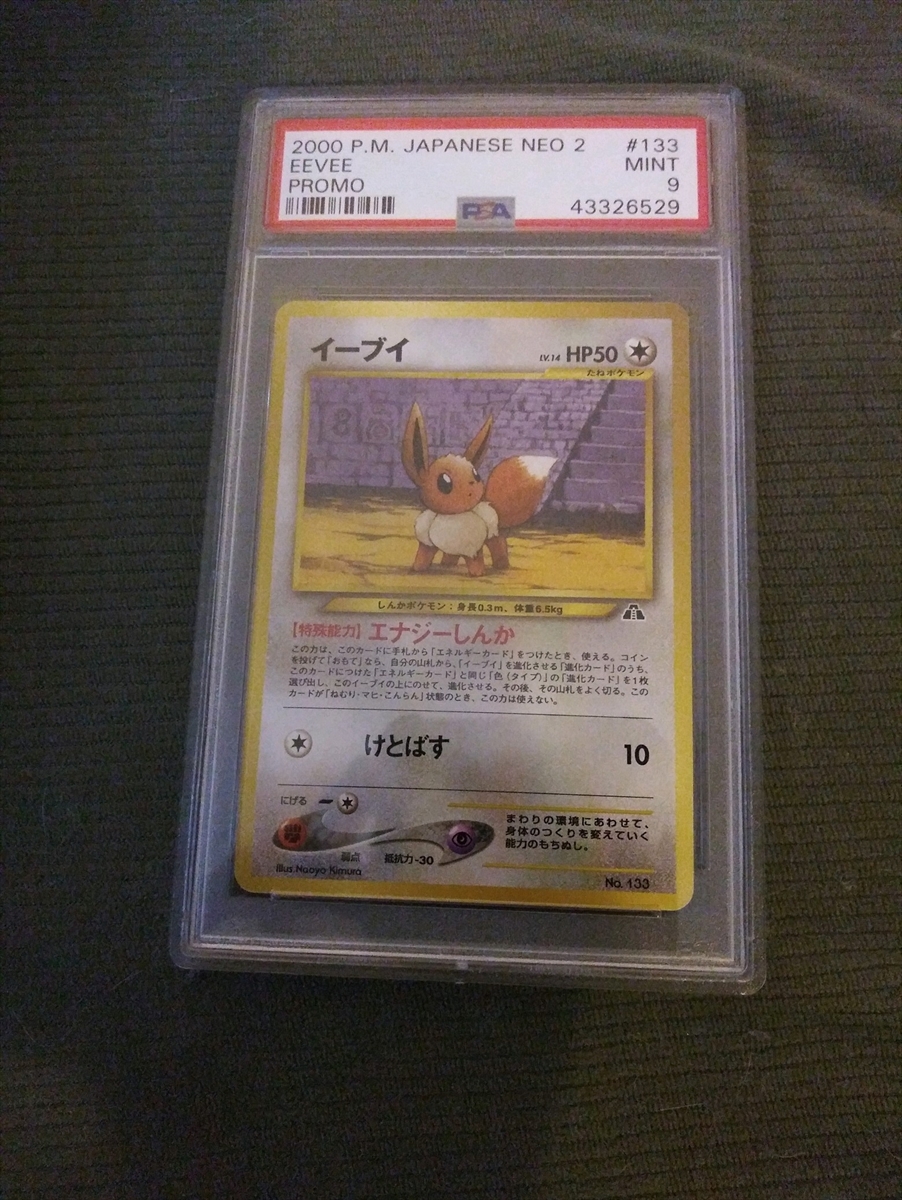 2000 P.M. JAPANESE NEO 2 #133
EEVEE MINT
PROMO 9
PSA 43326529
イーブイ LV.14 HP50
たねポケモン
しんかポケモン：身長0.3m、体重6.5kg
【特殊能力】エナジーしんか
この力は、このカードに手札から「エネルギーカード」をつけたとき、使える。コイン
を投げて「おもて」なら、自分の山札から、「イーブイ」を進化させる「進化カード」のうち、
このカードにつけた「エネルギーカード」と同じ「色（タイプ）」の「進化カード」を1枚
選び出し、このイーブイの上にのせて、進化させる。その後、その山札をよく切る。この
カードが「ねむり・マヒ・こんらん」状態のとき、この力は使えない。
けとばす 10
にげる
弱点 抵抗力-30
まわりの環境にあわせて、
身体のつくりを変えていく
能力のもちぬし。
Illus. Naoyo Kimura
No. 133